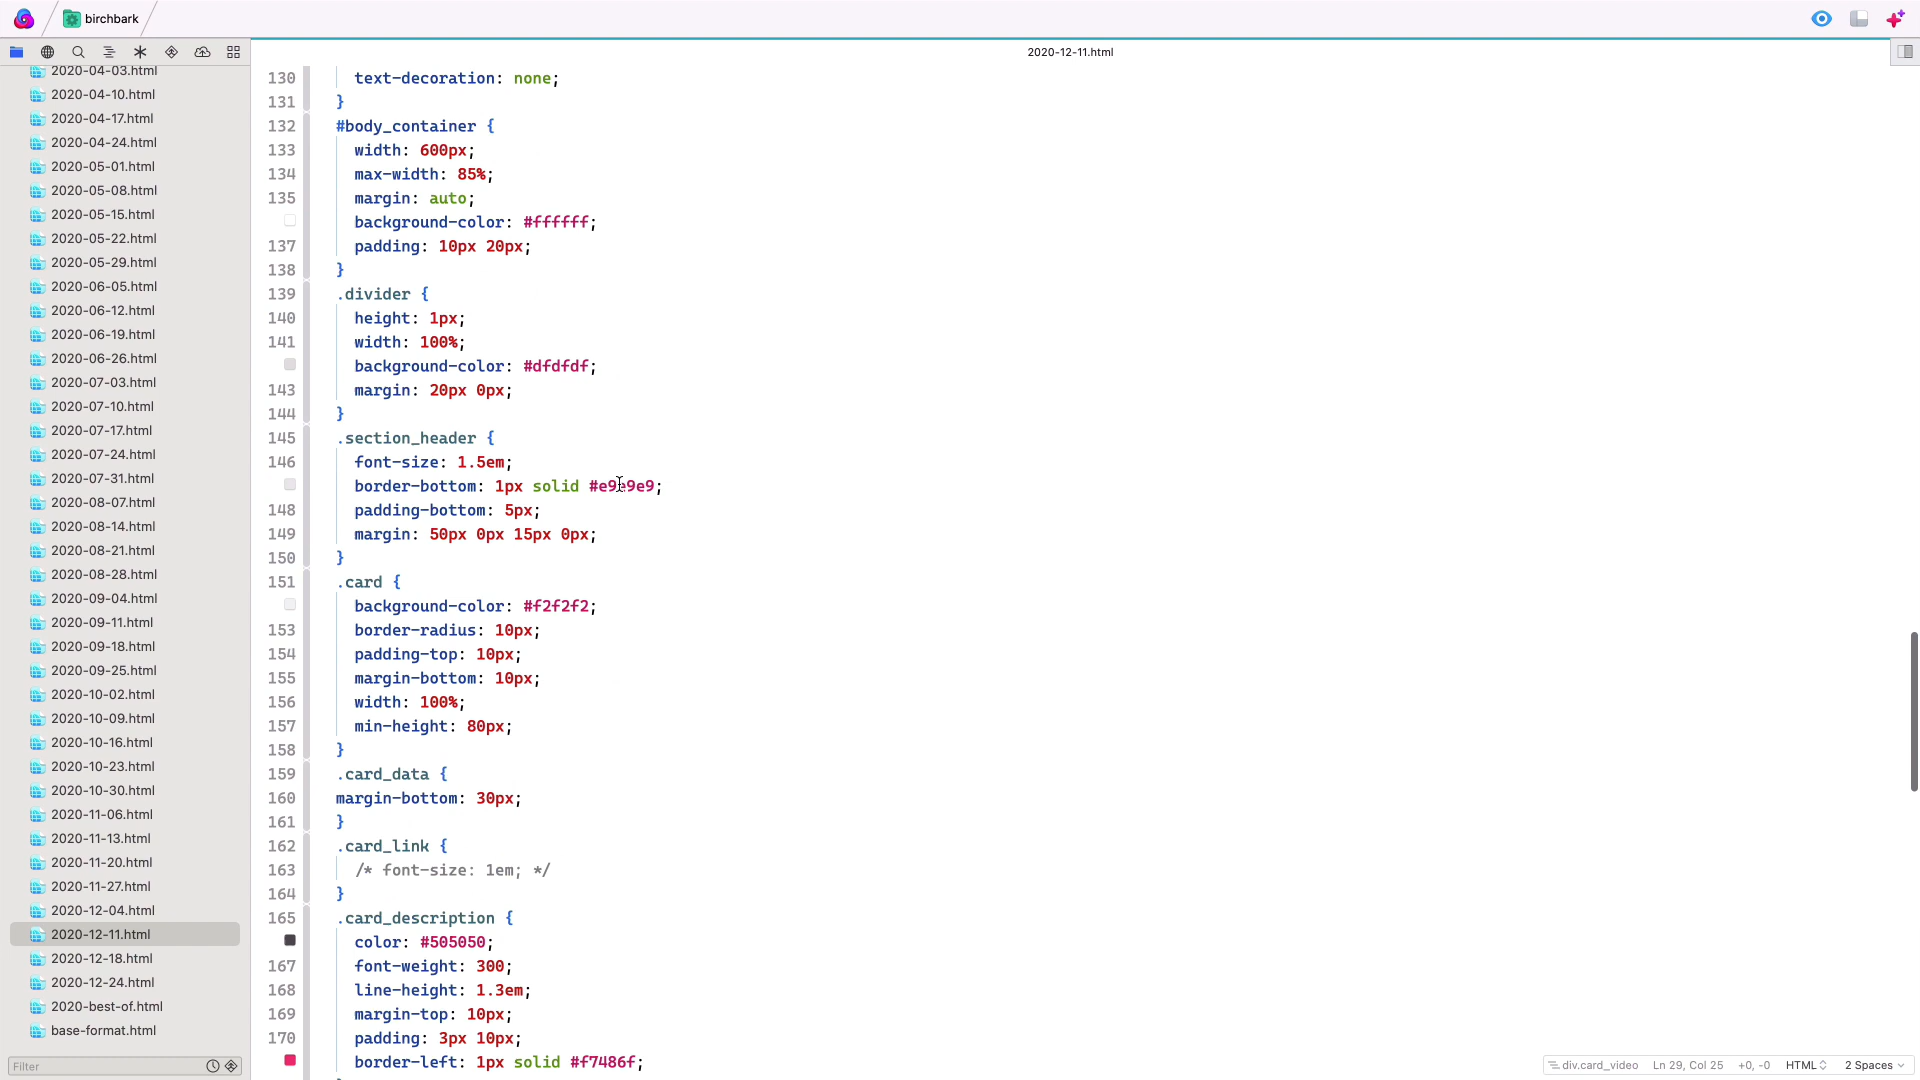 birchbark
2020-12-11.html
2020-04-03.html
2020-04-10.html
2020-04-17.html
2020-04-24.html
2020-05-01.html
2020-05-08.html
2020-05-15.html
2020-05-22.html
2020-05-29.html
2020-06-05.html
2020-06-12.html
2020-06-19.html
2020-06-26.html
2020-07-03.html
2020-07-10.html
2020-07-17.html
2020-07-24.html
2020-07-31.html
2020-08-07.html
2020-08-14.html
2020-08-21.html
2020-08-28.html
2020-09-04.html
2020-09-11.html
2020-09-18.html
2020-09-25.html
2020-10-02.html
2020-10-09.html
2020-10-16.html
2020-10-23.html
2020-10-30.html
2020-11-06.html
2020-11-13.html
2020-11-20.html
2020-11-27.html
2020-12-04.html
2020-12-11.html
2020-12-18.html
2020-12-24.html
2020-best-of.html
base-format.html
Filter
130 text-decoration: none;
131 }
132 #body_container {
133 width: 600px;
134 max-width: 85%;
135 margin: auto;
background-color: #ffffff;
137 padding: 10px 20px;
138 }
139 .divider {
140 height: 1px;
141 width: 100%;
background-color: #dfdfdf;
143 margin: 20px 0px;
144 }
145 .section_header {
146 font-size: 1.5em;
border-bottom: 1px solid #e9e9e9;
148 padding-bottom: 5px;
149 margin: 50px 0px 15px 0px;
150 }
151 .card {
background-color: #f2f2f2;
153 border-radius: 10px;
154 padding-top: 10px;
155 margin-bottom: 10px;
156 width: 100%;
157 min-height: 80px;
158 }
159 .card_data {
160 margin-bottom: 30px;
161 }
162 .card_link {
163 /* font-size: 1em; */
164 }
165 .card_description {
color: #505050;
167 font-weight: 300;
168 line-height: 1.3em;
169 margin-top: 10px;
170 padding: 3px 10px;
border-left: 1px solid #f7486f;
div.card_video Ln 29, Col 25 +0, -0 HTML 2 Spaces